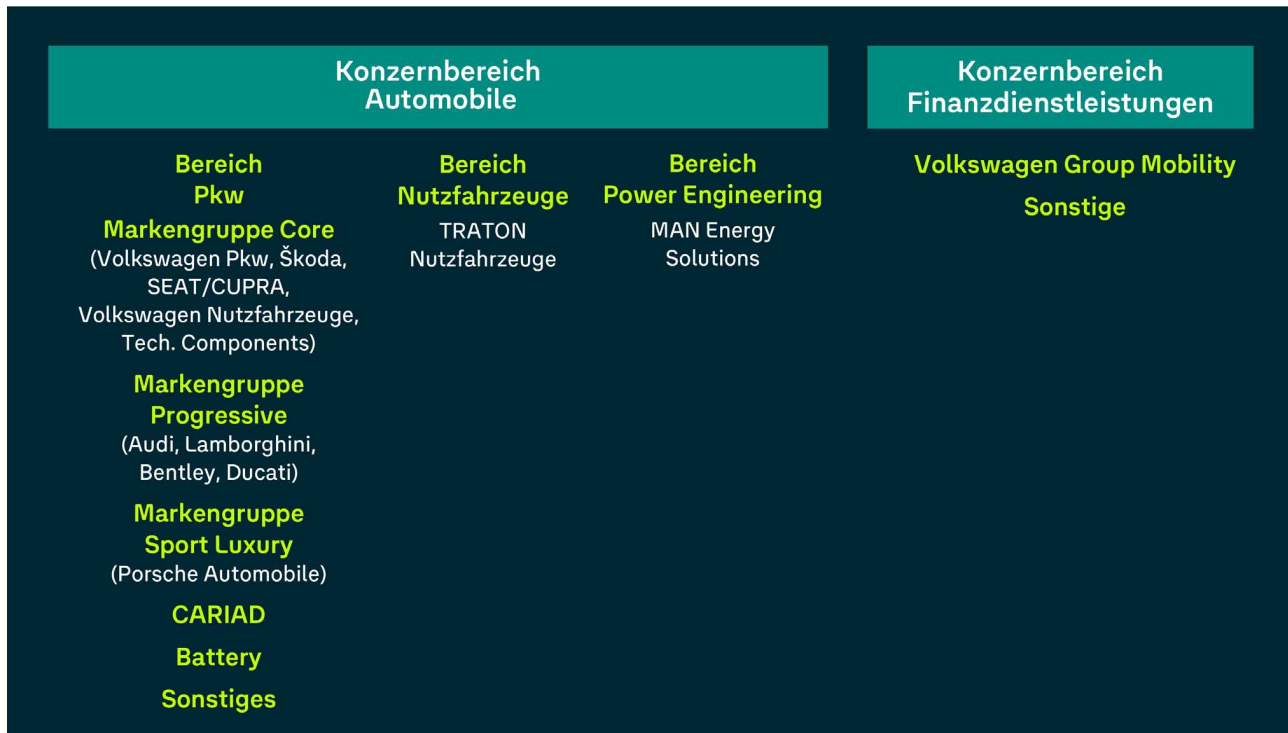 Konzernbereich
Automobile
Bereich
Pkw
Markengruppe Core
(Volkswagen Pkw, Škoda,
SEAT/CUPRA,
Volkswagen Nutzfahrzeuge,
Tech. Components)
Markengruppe
Progressive
(Audi, Lamborghini,
Bentley, Ducati)
Markengruppe
Sport Luxury
(Porsche Automobile)
CARIAD
Battery
Sonstiges
Bereich
Nutzfahrzeuge
TRATON
Nutzfahrzeuge
Bereich
Power Engineering
MAN Energy
Solutions
Konzernbereich
Finanzdienstleistungen
Volkswagen Group Mobility
Sonstige